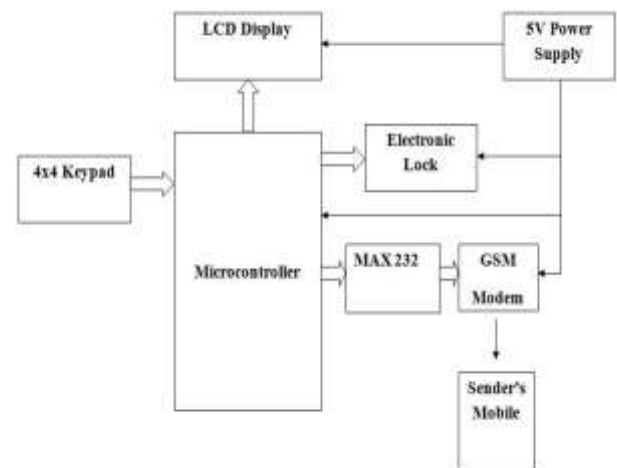 LCD Display
5V Power
Supply
Electronic
Lock
4x4 Keypad
Microcontroller
MAX 232
GSM
Modem
Sender's
Mobile